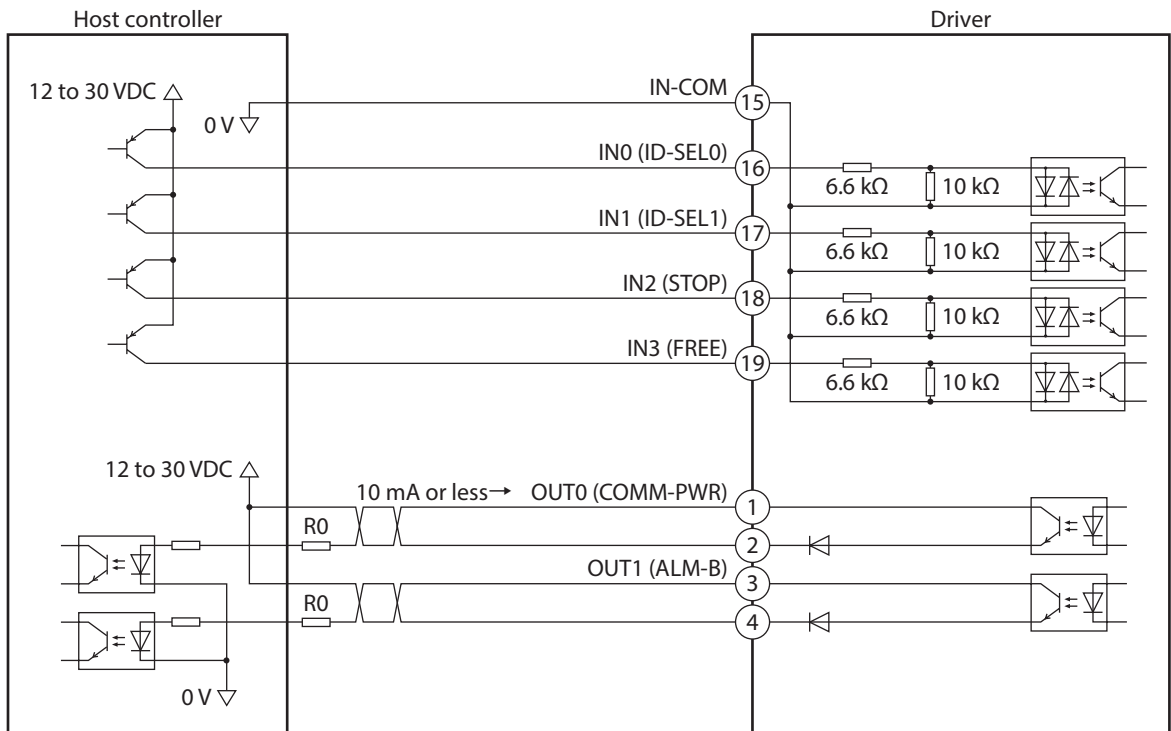 Host controller
Driver
12 to 30 VDC
0 V
IN-COM
15
IN0 (ID-SEL0)
16
6.6 kΩ
10 kΩ
IN1 (ID-SEL1)
17
6.6 kΩ
10 kΩ
IN2 (STOP)
18
6.6 kΩ
10 kΩ
IN3 (FREE)
19
6.6 kΩ
10 kΩ
12 to 30 VDC
10 mA or less→
OUT0 (COMM-PWR)
1
R0
2
OUT1 (ALM-B)
3
R0
4
0 V